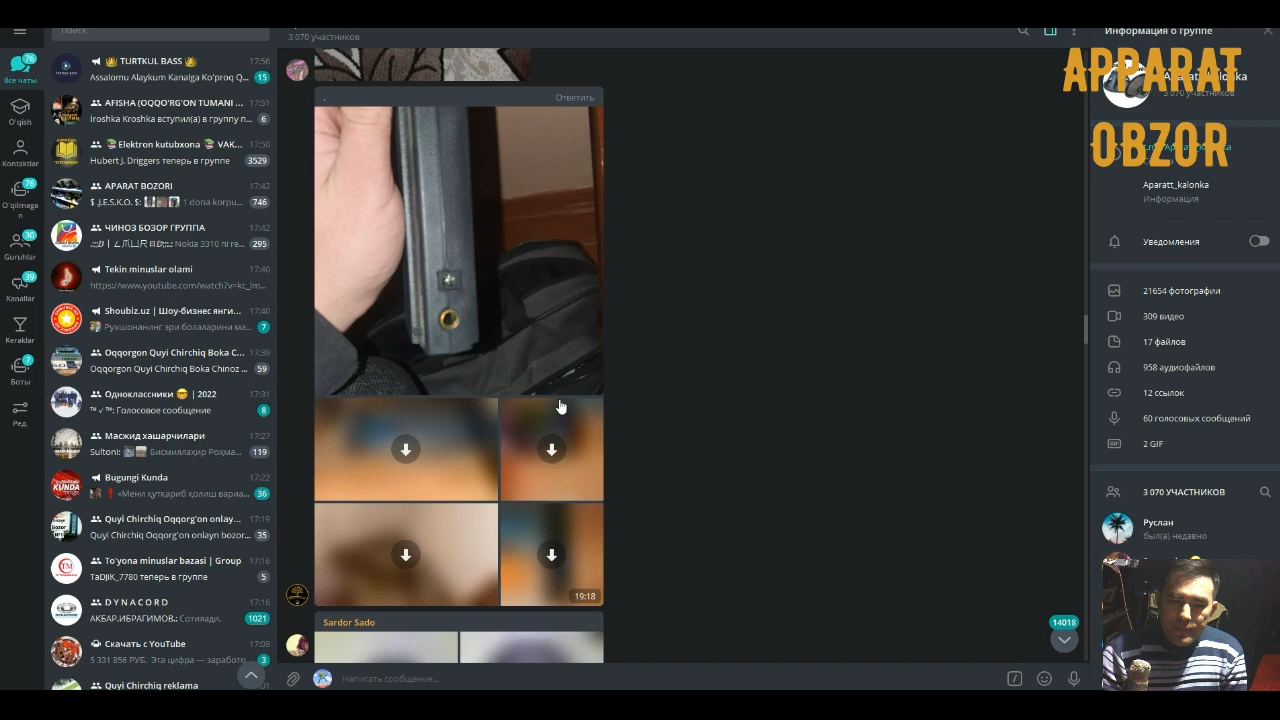 Поиск
76
Все чаты
O'qish
Kontaktlar
76
O'qilmaga
n
30
Guruhlar
39
Kanallar
Keraklar
7
Боты
Ред.
TURTKUL BASS
17:56
Assalomu Alaykum Kanalga Ko'proq Q...
15
AFISHA (OQQO'RG'ON TUMANI ...
17:51
Iroshka Kroshka вступил(а) в группу п...
6
Elektron kutubxona VAK...
17:50
Hubert J. Driggers теперь в группе
3529
APARAT BOZORI
17:42
$ .J.E.S.K.O. $: 1 dona korpu...
746
ЧИНОЗ БОЗОР ГРУППА
17:42
Nokia 3310 ni re...
295
Tekin minuslar olami
17:40
https://www.youtube.com/watch?v=kc_lm...
Shoubiz.uz | Шоу-бизнес янги...
17:40
Рухшонанинг эри болаларини ма...
7
Oqqorgon Quyi Chirchiq Boka C...
17:39
Oqqorgon Quyi Chirchiq Boka Chinoz ...
59
Одноклассники | 2022
17:31
™ ✓ ™: Голосовое сообщение
8
Масжид хашарчилари
17:27
Sultoni: Бисмиллаҳир Роҳма...
119
Bugungi Kunda
17:22
«Мени қутқариб қолиш вариа...
36
Quyi Chirchiq Oqqorg'on onlay...
17:19
Quyi Chirchiq Oqqorg'on onlayn bozor...
35
To'yona minuslar bazasi | Group
17:16
TaDJIK_7780 теперь в группе
5
D Y N A C O R D
17:16
АКБАР.ИБРАГИМОВ.: Сотилади.
1021
Скачать с YouTube
17:09
5 331 856 РУБ. Эта цифра — заработо...
3
Quyi Chirchiq reklama
3 070 участников
.
Ответить
19:18
Sardor Sado
14018
Написать сообщение...
Информация о группе
APPARAT
OBZOR
3 070 участников
Aparatt_kalonka
Информация
Уведомления
21654 фотографии
309 видео
17 файлов
958 аудиофайлов
12 ссылок
60 голосовых сообщений
2 GIF
3 070 УЧАСТНИКОВ
Руслан
был(а) недавно